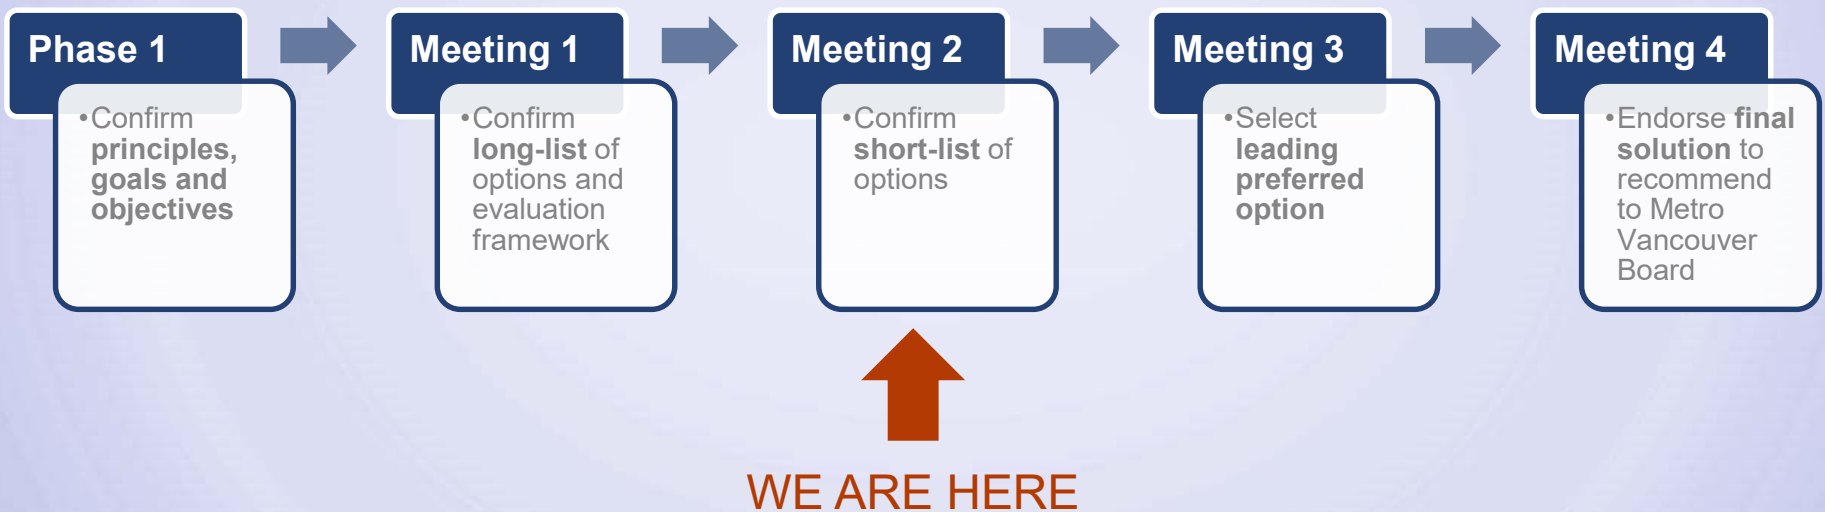 Phase 1
•Confirm
principles,
goals and
objectives
Meeting 1
•Confirm
long-list of
options and
evaluation
framework
Meeting 2
•Confirm
short-list of
options
Meeting 3
•Select
leading
preferred
option
Meeting 4
•Endorse final
solution to
recommend
to Metro
Vancouver
Board
WE ARE HERE